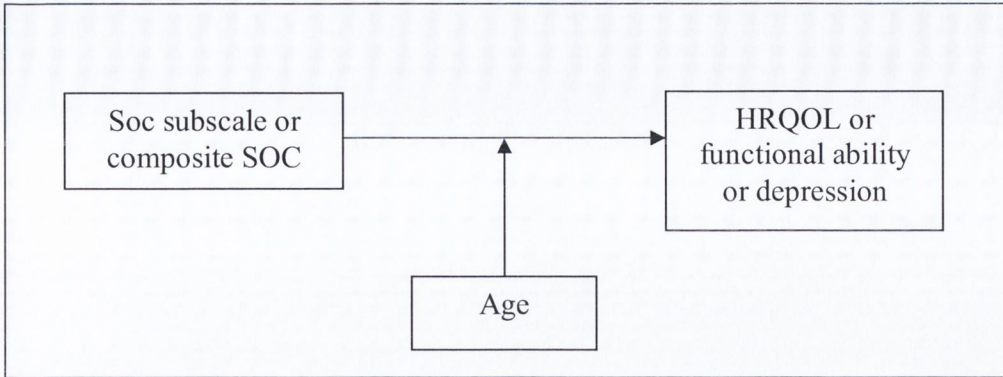 Soc subscale or
composite SOC
HRQOL or
functional ability
or depression
Age